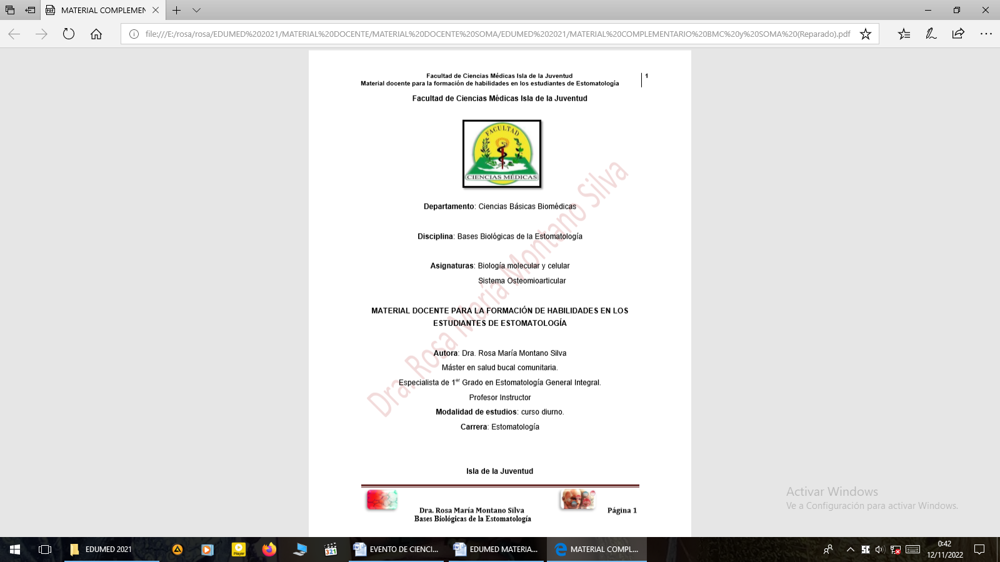 MATERIAL COMPLEMEN
file:///E:/rosa/rosa/EDUMED%202021/MATERIAL%20DOCENTE/MATERIAL%20DOCENTE%20SOMA/EDUMED%202021/MATERIAL%20COMPLEMENTARIO%20BMC%20y%20SOMA%20(Reparado).pdf
Facultad de Ciencias Médicas Isla de la Juventud
Material docente para la formación de habilidades en los estudiantes de Estomatología
1
Facultad de Ciencias Médicas Isla de la Juventud
FACULTAD
CIENCIAS MÉDICAS
Departamento: Ciencias Básicas Biomédicas
Disciplina: Bases Biológicas de la Estomatología
Asignaturas: Biología molecular y celular
Sistema Osteomioarticular
MATERIAL DOCENTE PARA LA FORMACIÓN DE HABILIDADES EN LOS
ESTUDIANTES DE ESTOMATOLOGÍA
Autora: Dra. Rosa María Montano Silva
Máster en salud bucal comunitaria.
Especialista de 1er Grado en Estomatología General Integral.
Profesor Instructor
Modalidad de estudios: curso diurno.
Carrera: Estomatología
Dra. Rosa María Montano Silva
Isla de la Juventud
Dra. Rosa María Montano Silva
Bases Biológicas de la Estomatología
Página 1
Activar Windows
Ve a Configuración para activar Windows.
EDUMED 2021
Player
321
EVENTO DE CIENCI...
EDUMED MATERIA...
MATERIAL COMPL...
0:42
12/11/2022